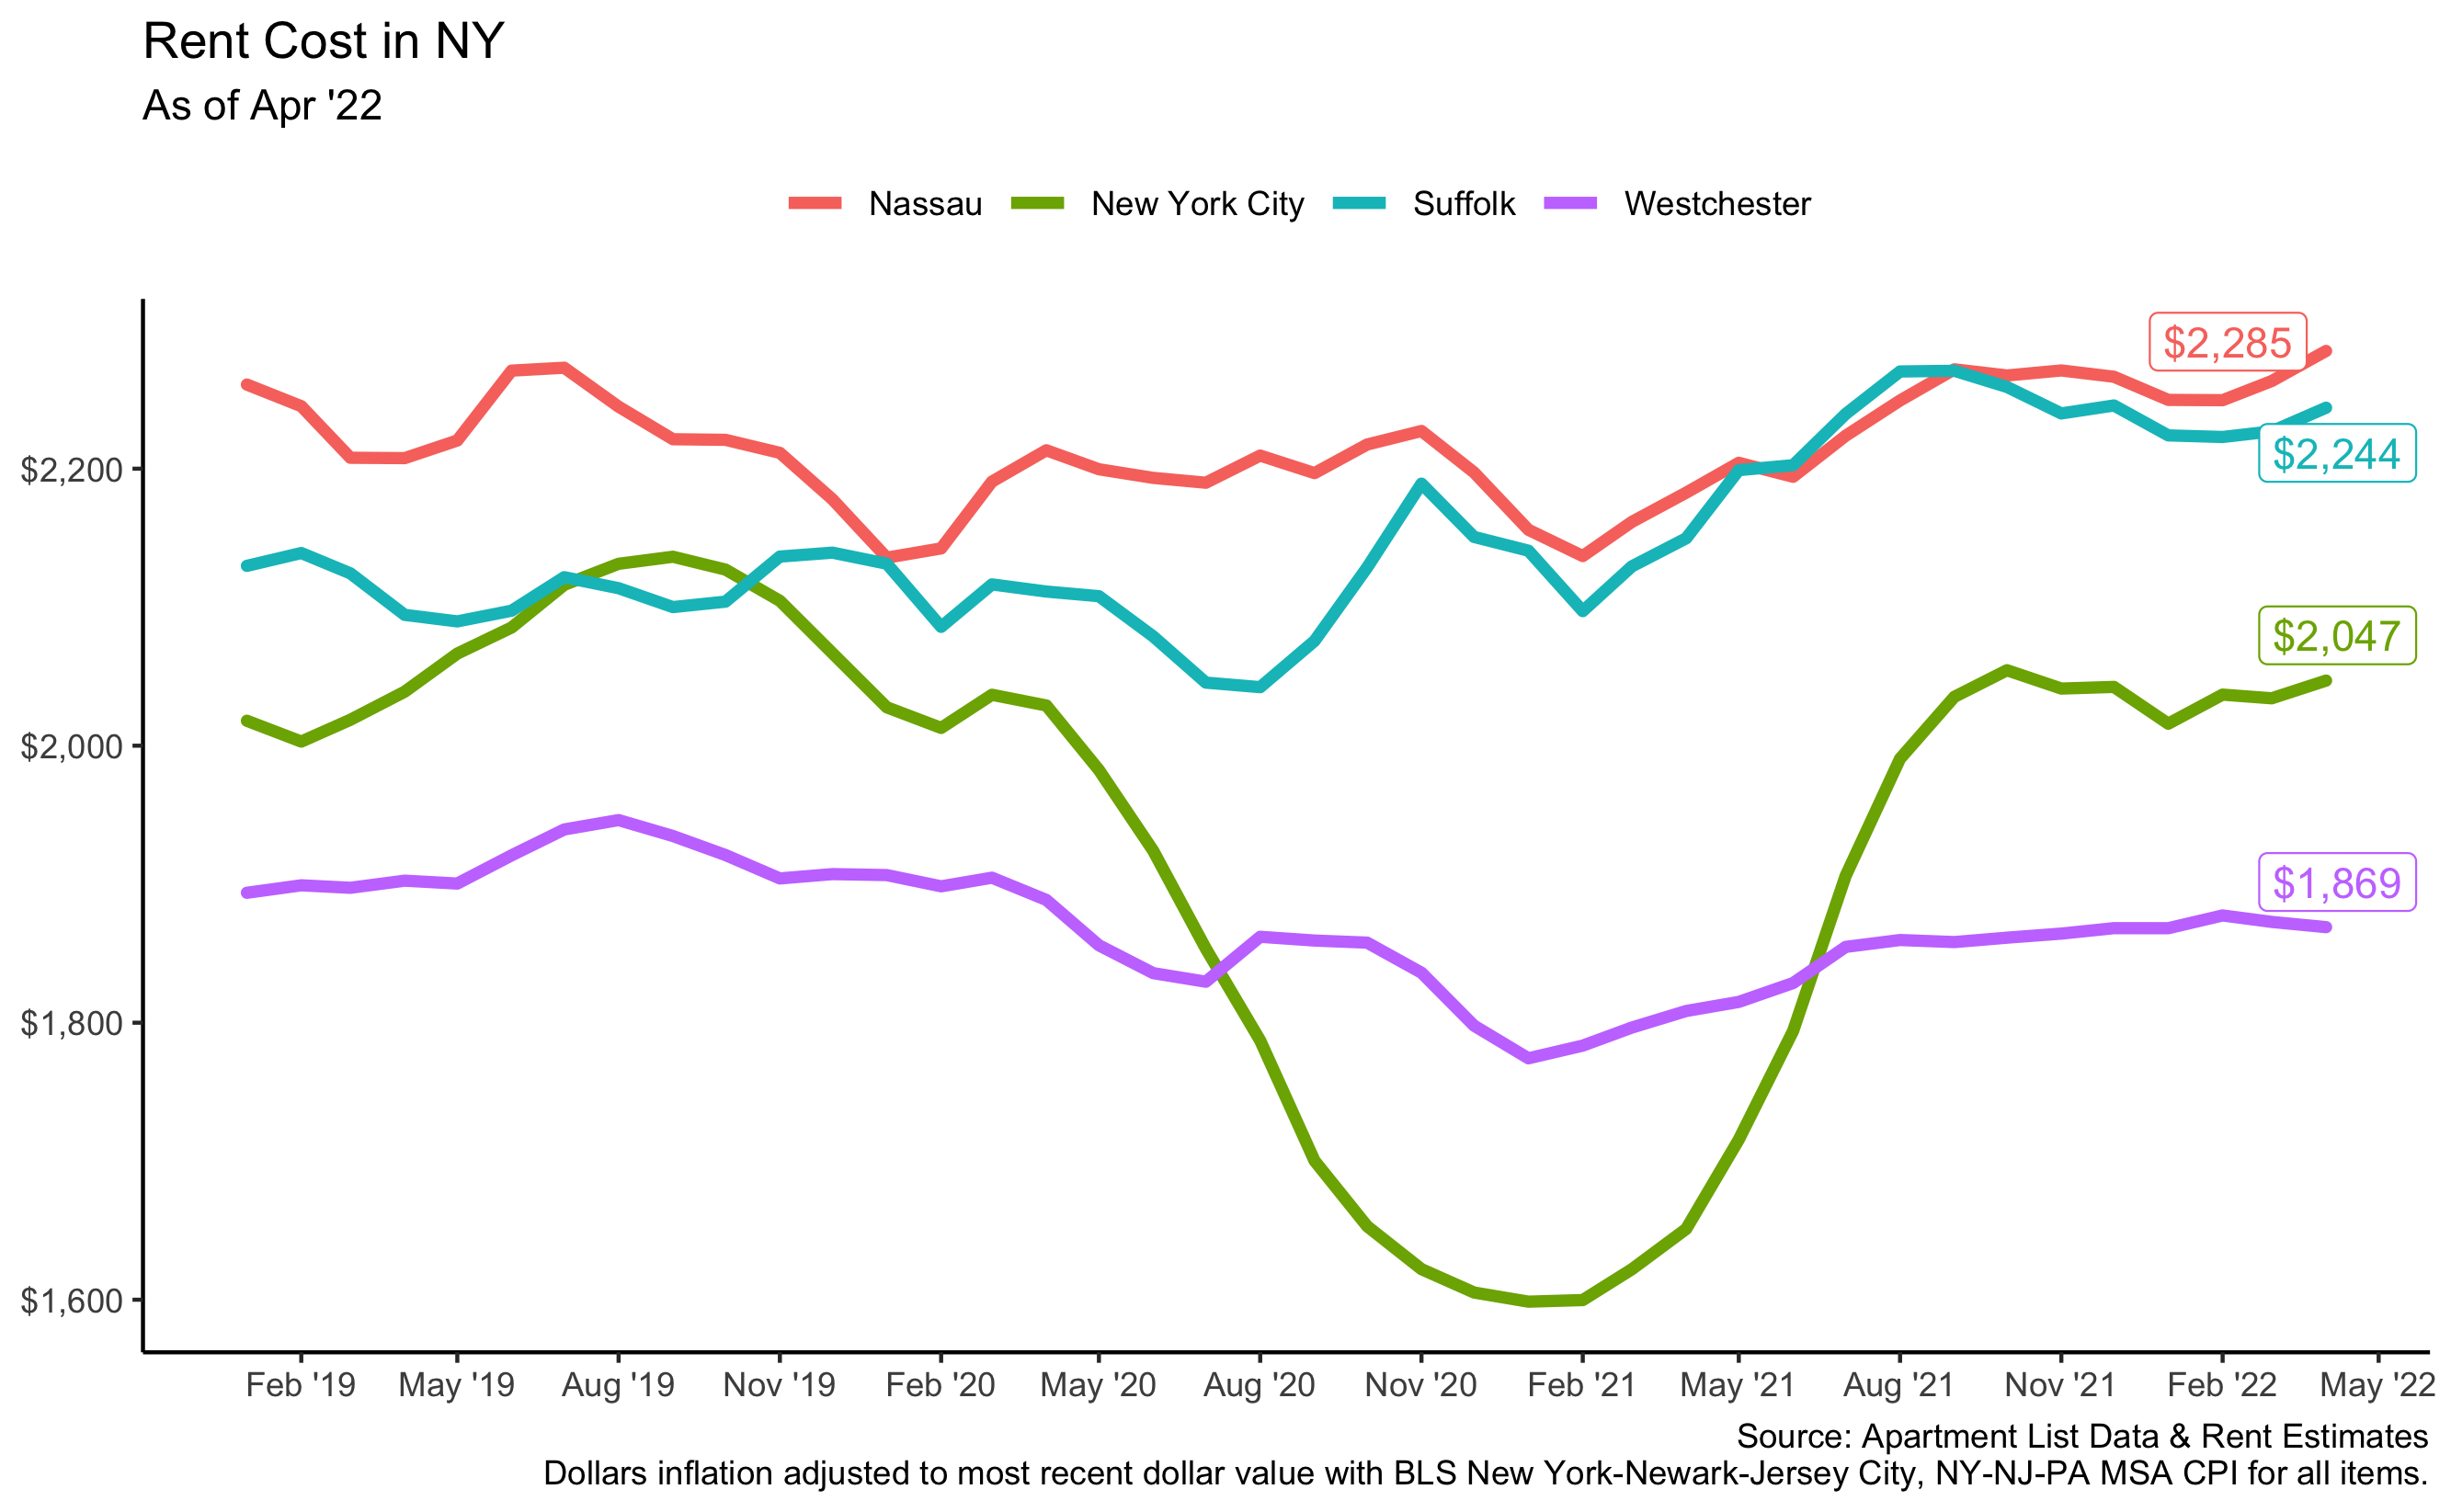 Rent Cost in NY
As of Apr '22
Nassau New York City Suffolk Westchester
$2,285
$2,200
$2,244
$2,047
$2,000
$1,869
$1,800
$1,600
Feb '19 May '19 Aug '19 Nov '19 Feb '20 May '20 Aug '20 Nov '20 Feb '21 May '21 Aug '21 Nov '21 Feb '22 May '22
Source: Apartment List Data & Rent Estimates
Dollars inflation adjusted to most recent dollar value with BLS New York-Newark-Jersey City, NY-NJ-PA MSA CPI for all items.